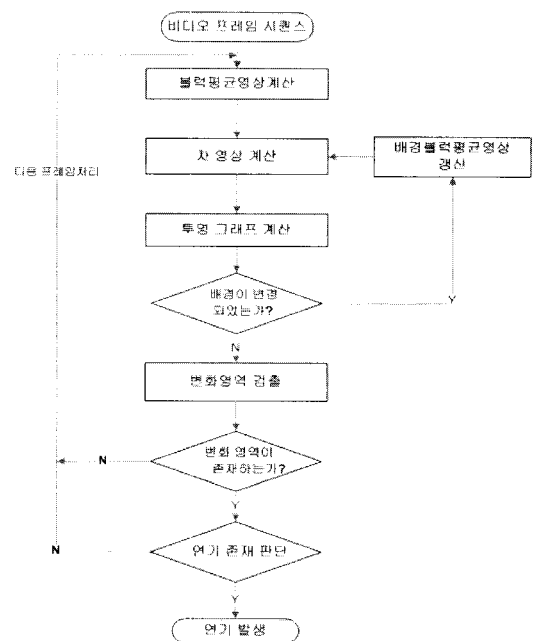 비디오 프레임 시퀀스
블럭평균영상계산
차 영상 계산
배경블럭평균영상
갱신
다음 프레임처리
투영 그래프 계산
배경이 변경
되었는가?
Y
N
변화영역 검출
변화 영역이
존재하는가?
N
Y
연기 존재 판단
N
Y
연기 발생